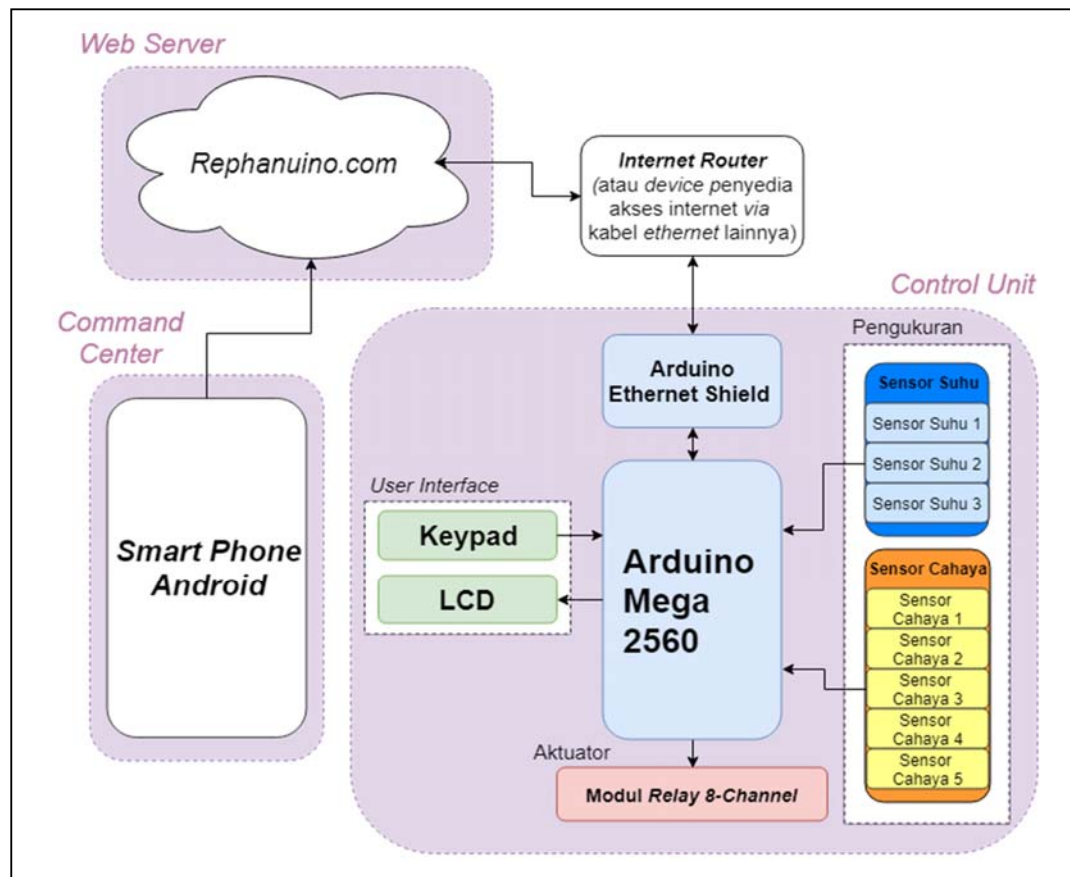 Web Server
Rephanuino.com
Internet Router
(atau device penyedia
akses internet via
kabel ethernet lainnya)
Command
Center
Smart Phone
Android
Control Unit
Arduino
Ethernet Shield
Pengukuran
Sensor Suhu
Sensor Suhu 1
Sensor Suhu 2
Sensor Suhu 3
User Interface
Keypad
LCD
Arduino
Mega
2560
Sensor Cahaya
Sensor
Cahaya 1
Sensor
Cahaya 2
Sensor
Cahaya 3
Sensor
Cahaya 4
Sensor
Cahaya 5
Aktuator
Modul Relay 8-Channel